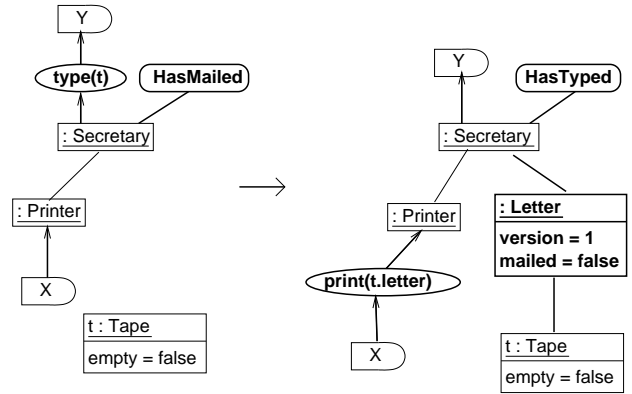 Y
type(t)
HasMailed
: Secretary
: Printer
X
t : Tape
empty = false
Y
HasTyped
: Secretary
: Printer
: Letter
version = 1
mailed = false
print(t.letter)
X
t : Tape
empty = false